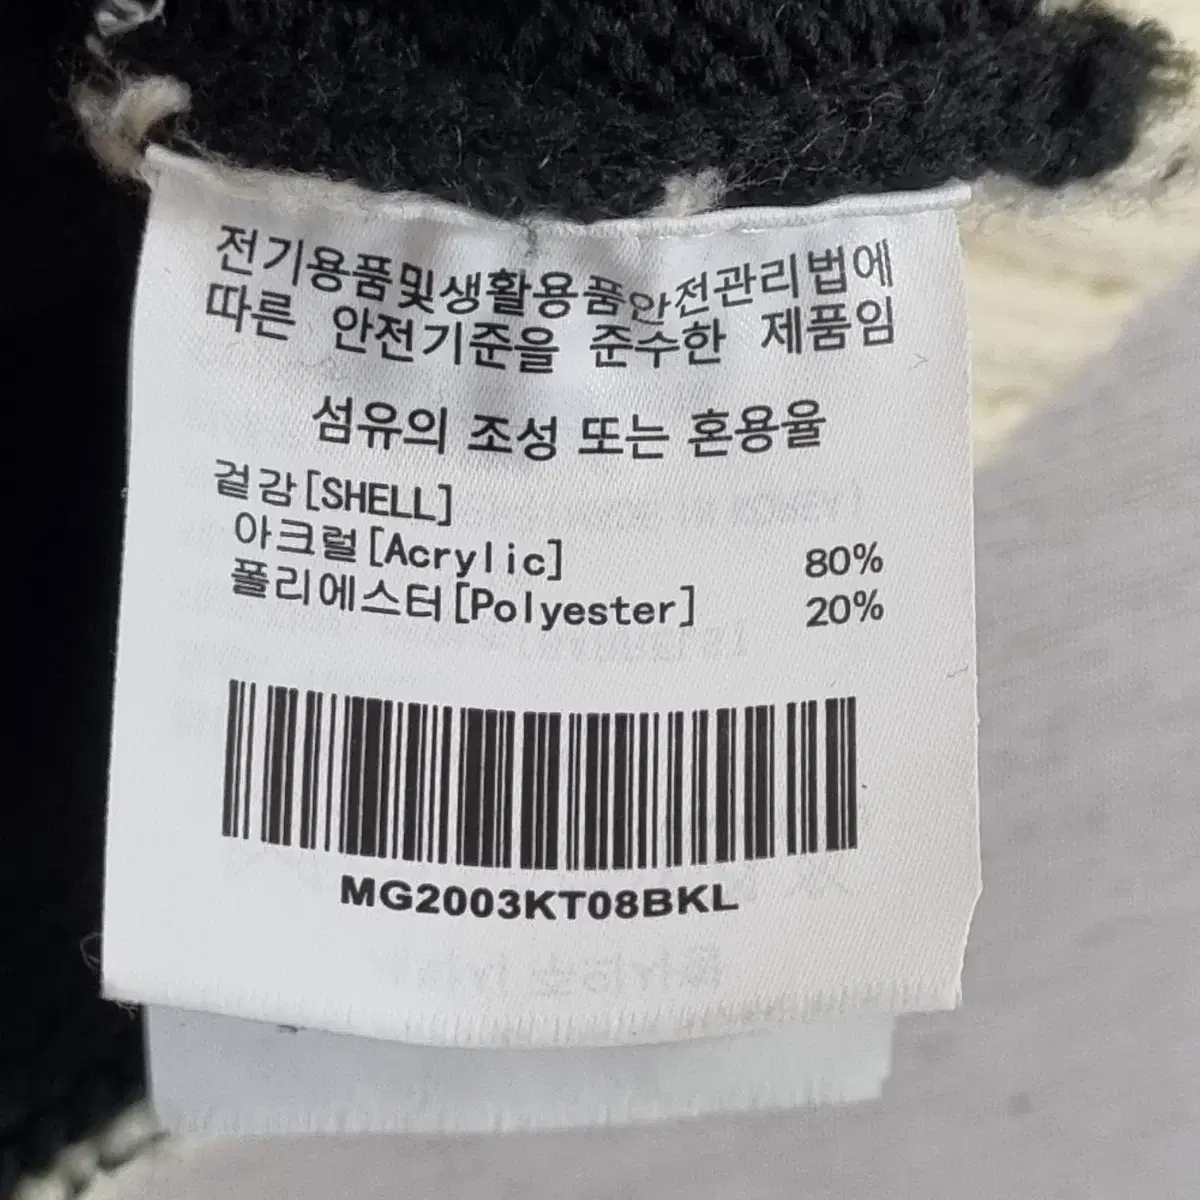 전기용품및생활용품안전관리법에
따른 안전기준을 준수한 제품임
섬유의 조성 또는 혼용율
겉감[SHELL]
아크릴[Acrylic] 80%
폴리에스터[Polyester] 20%
MG2003KT08BKL